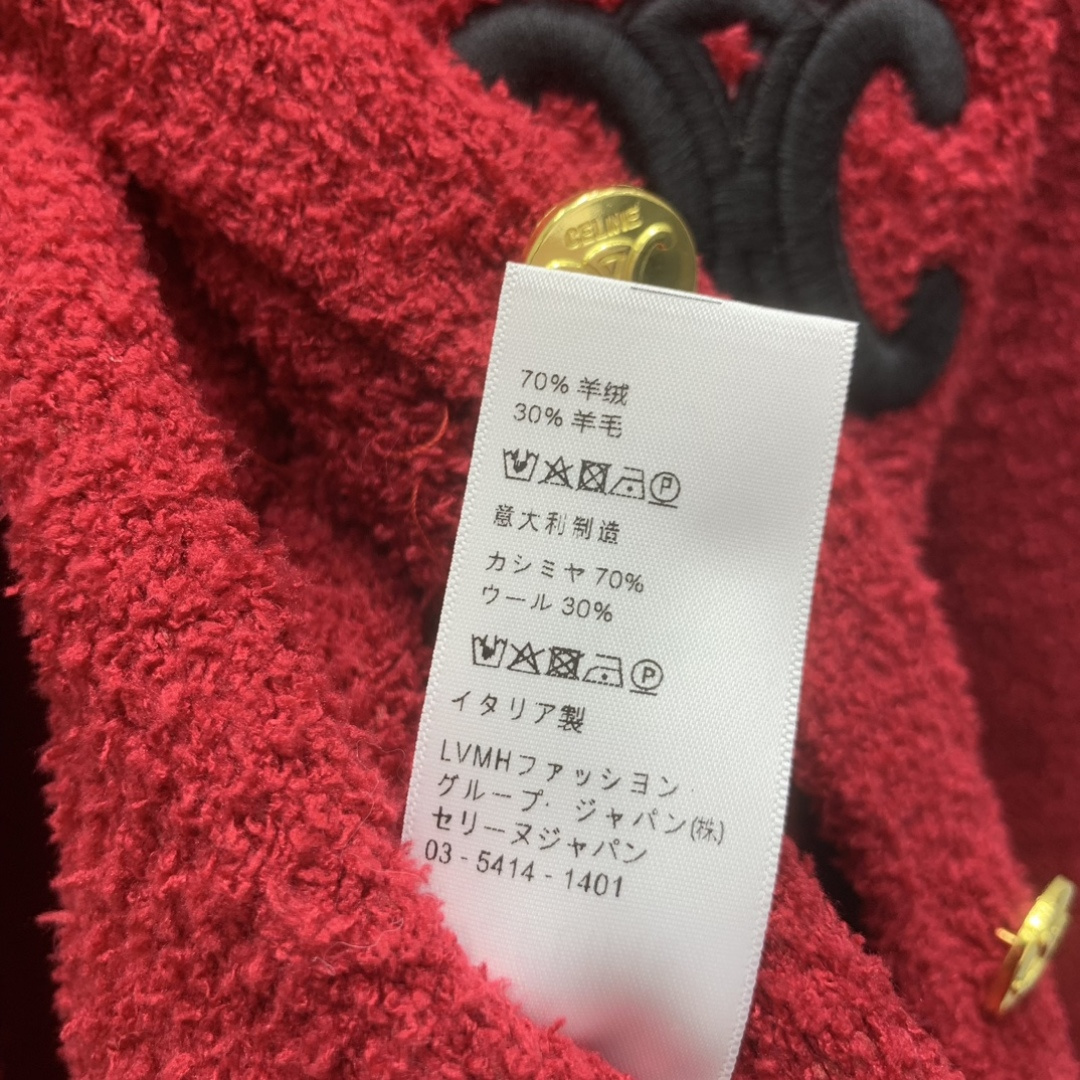 CELINE
70% 羊绒
30% 羊毛
P
意大利制造
カシミヤ 70%
ウール 30%
P
イタリア製
LVMHファッション・
グループ・ジャパン(株)
セリーヌジャパン
03 - 5414 - 1401